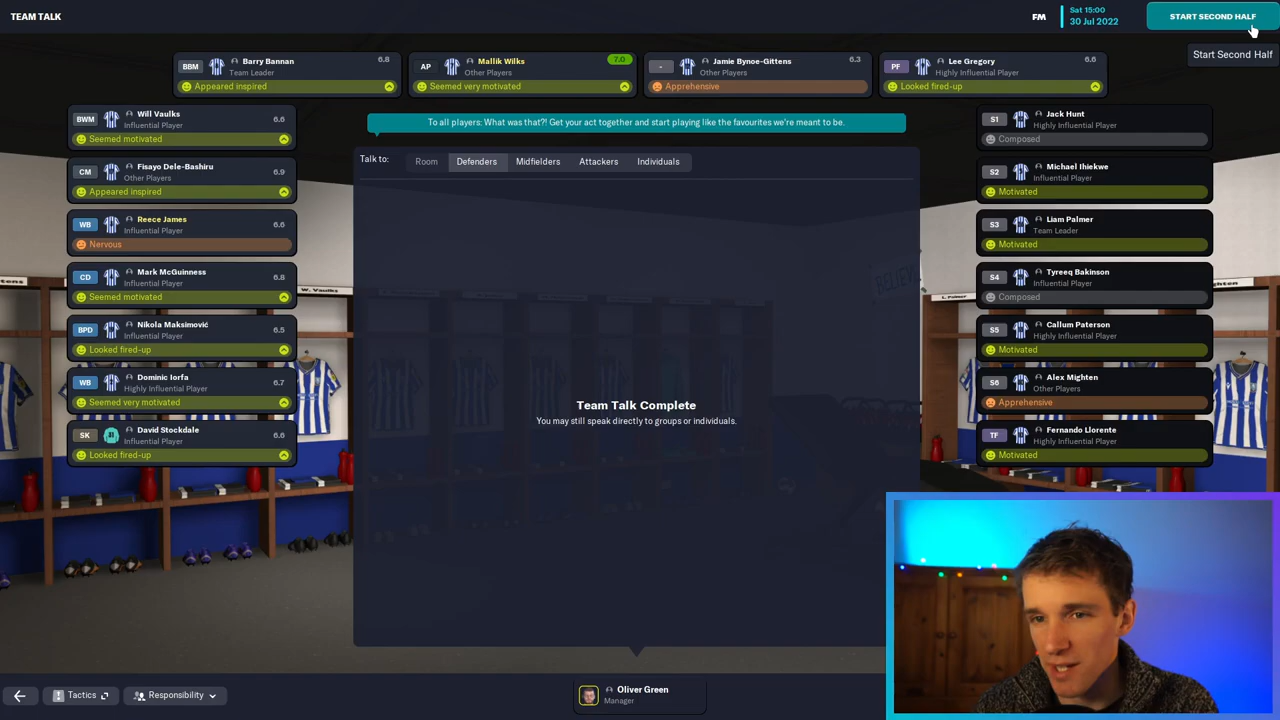 TEAM TALK
FM
Sat 15:00
30 Jul 2022
START SECOND HALF
Start Second Half
BBM
Barry Bannan
Team Leader
6.8
Appeared inspired
AP
Mallik Wilks
Other Players
7.0
Seemed very motivated
-
Jamie Bynoe-Gittens
Other Players
6.3
Apprehensive
PF
Lee Gregory
Highly Influential Player
6.6
Looked fired-up
BWM
Will Vaulks
Influential Player
6.6
Seemed motivated
CM
Fisayo Dele-Bashiru
Other Players
6.9
Appeared inspired
WB
Reece James
Influential Player
6.6
Nervous
CD
Mark McGuinness
Influential Player
6.8
Seemed motivated
BPD
Nikola Maksimović
Influential Player
6.5
Looked fired-up
WB
Dominic Iorfa
Highly Influential Player
6.7
Seemed very motivated
SK
David Stockdale
Influential Player
6.6
Looked fired-up
To all players: What was that?! Get your act together and start playing like the favourites we're meant to be.
Talk to:
Room
Defenders
Midfielders
Attackers
Individuals
Team Talk Complete
You may still speak directly to groups or individuals.
S1
Jack Hunt
Highly Influential Player
Composed
S2
Michael Ihiekwe
Influential Player
Motivated
S3
Liam Palmer
Team Leader
Motivated
S4
Tyreeq Bakinson
Influential Player
Composed
S5
Callum Paterson
Highly Influential Player
Motivated
S6
Alex Mighten
Other Players
Apprehensive
TF
Fernando Llorente
Highly Influential Player
Motivated
W. Vaulks
BELIEVE
L. Palmer
Tactics
Responsibility
Oliver Green
Manager